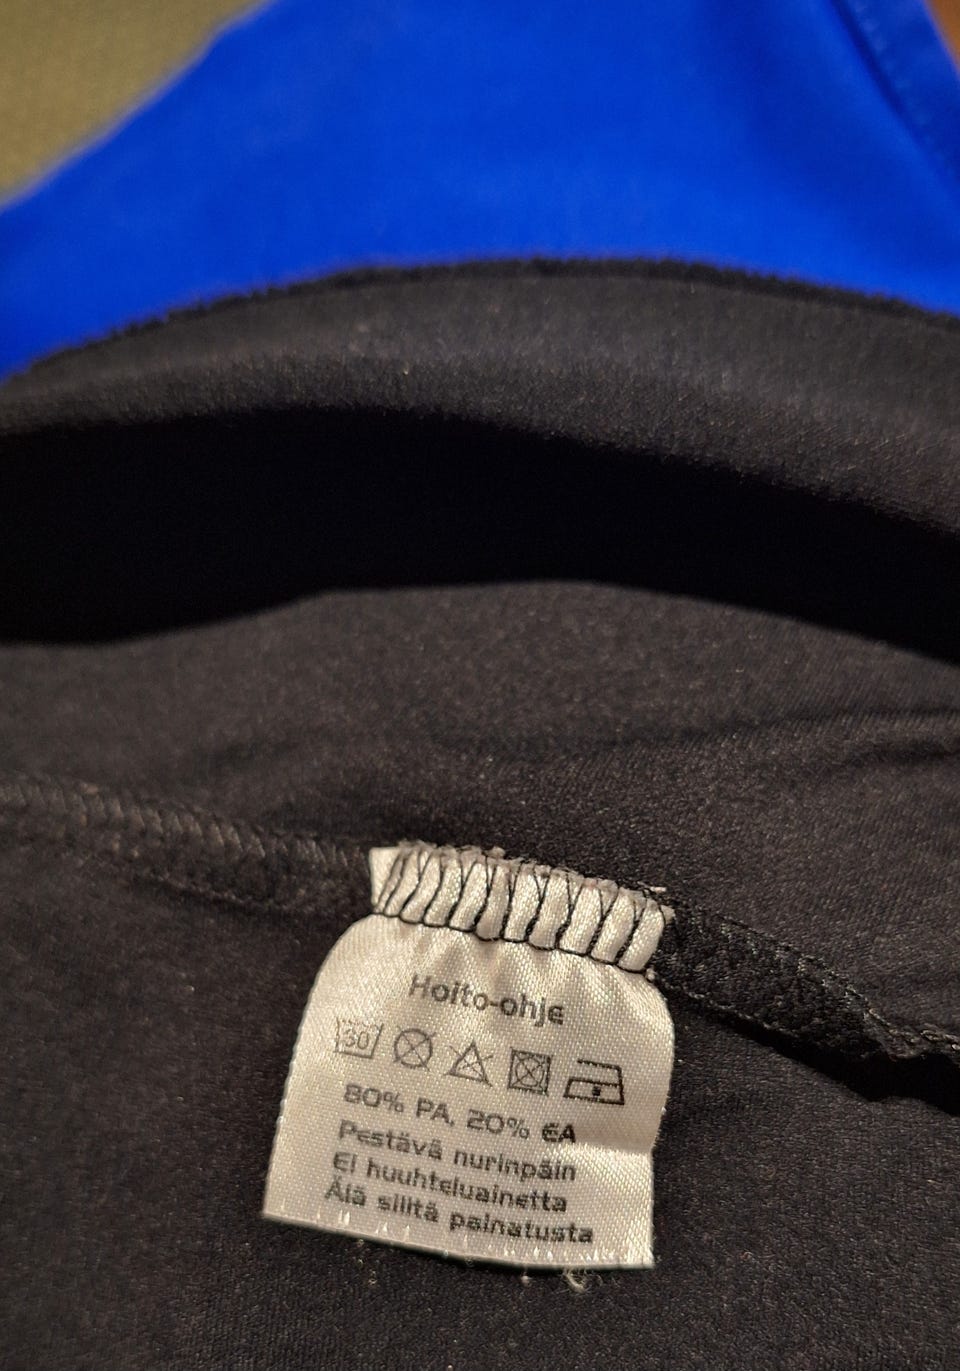 Hoito-ohje
30
80% PA, 20% EA
Pestävä nurinpäin
Ei huuhteluainetta
Älä silitä painatusta